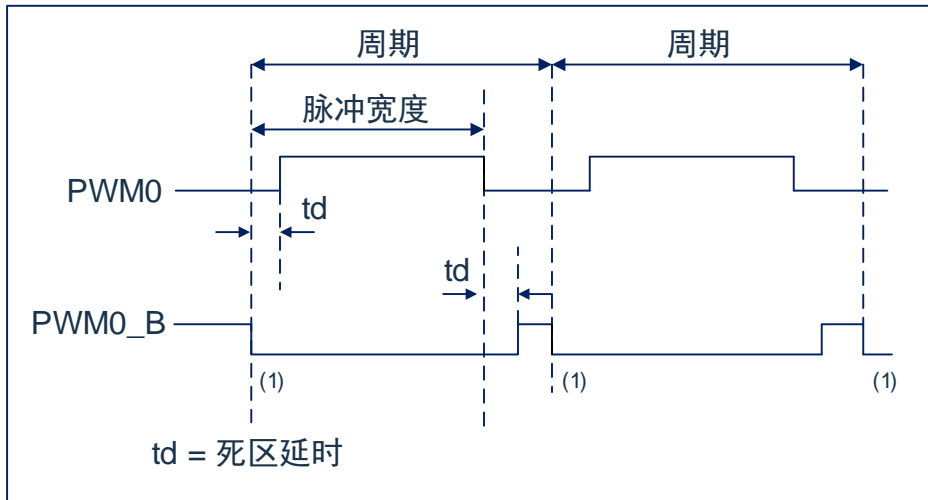 周期 周期
脉冲宽度
PWM0
td
td
PWM0_B
(1) (1) (1)
td = 死区延时